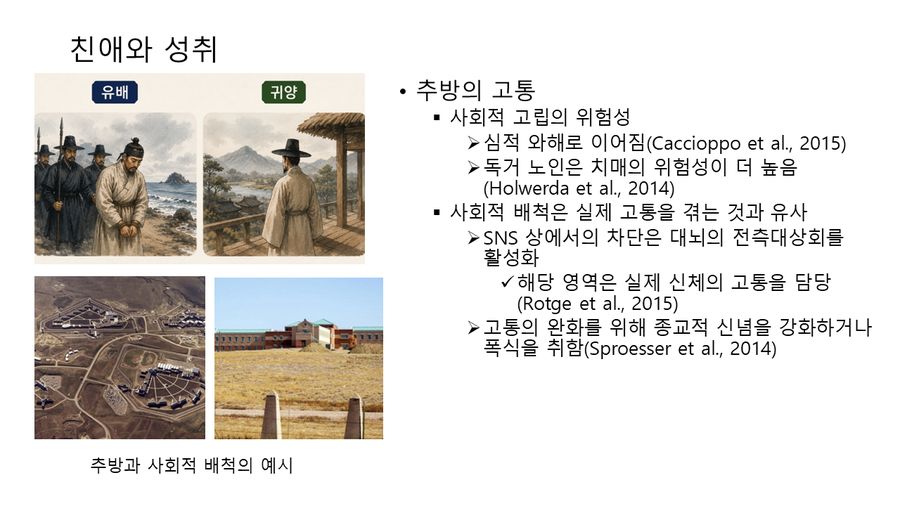 친애와 성취
유배
귀양
추방과 사회적 배척의 예시
• 추방의 고통
▪ 사회적 고립의 위험성
➢심적 와해로 이어짐(Caccioppo et al., 2015)
➢독거 노인은 치매의 위험성이 더 높음
(Holwerda et al., 2014)
▪ 사회적 배척은 실제 고통을 겪는 것과 유사
➢SNS 상에서의 차단은 대뇌의 전측대상회를
활성화
✓해당 영역은 실제 신체의 고통을 담당
(Rotge et al., 2015)
➢고통의 완화를 위해 종교적 신념을 강화하거나
폭식을 취함(Sproesser et al., 2014)